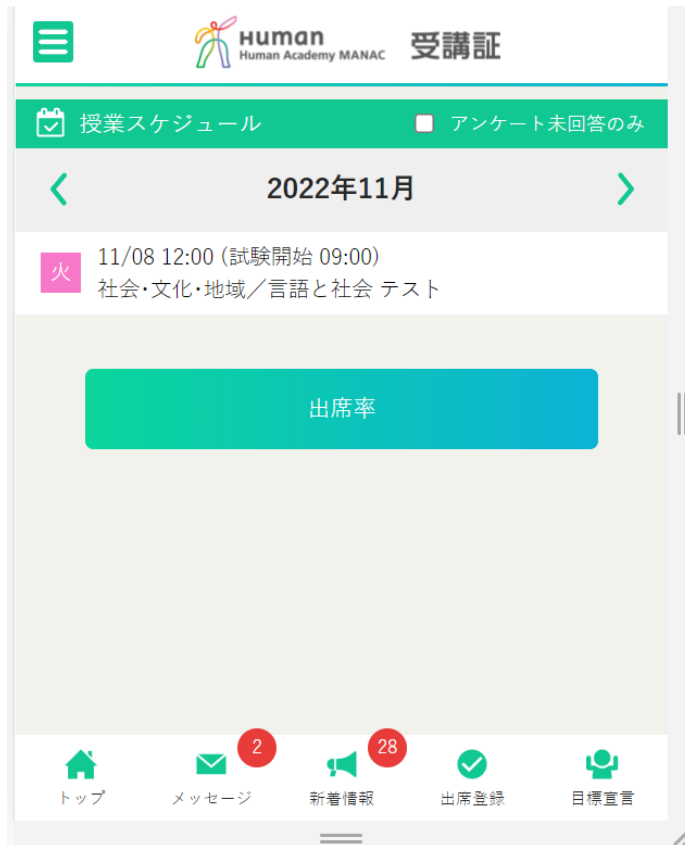 Human
Human Academy MANAC
受講証
授業スケジュール
アンケート未回答のみ
2022年11月
火
11/08 12:00 (試験開始 09:00)
社会・文化・地域／言語と社会 テスト
出席率
2
28
トップ
メッセージ
新着情報
出席登録
目標宣言